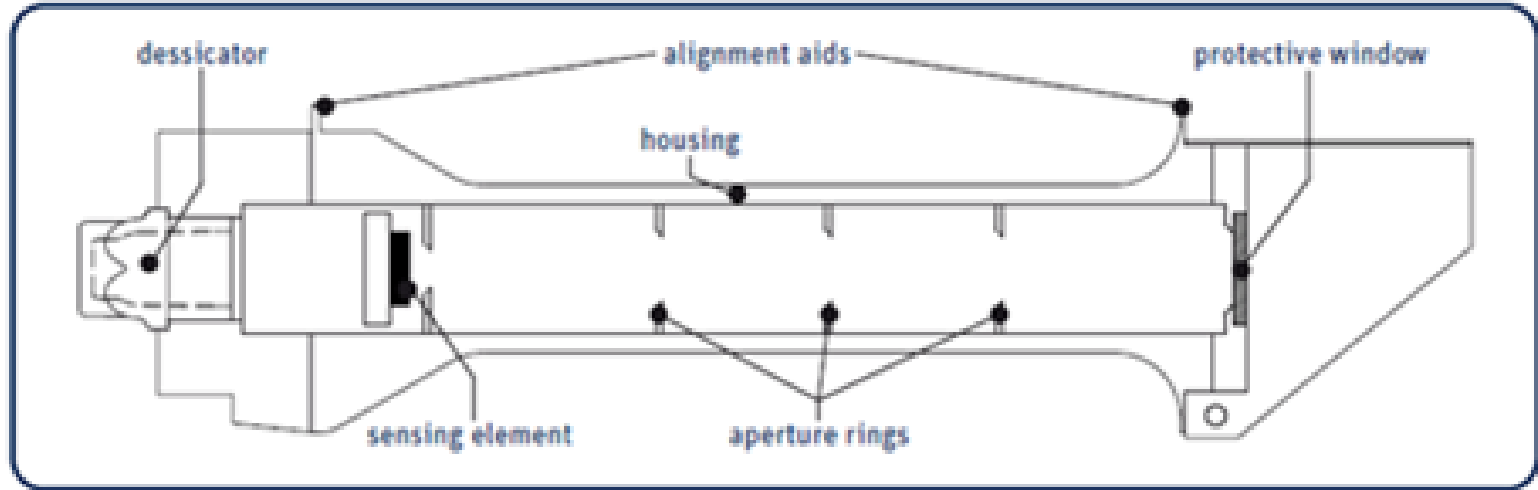 dessicator
alignment aids
protective window
housing
sensing element
aperture rings